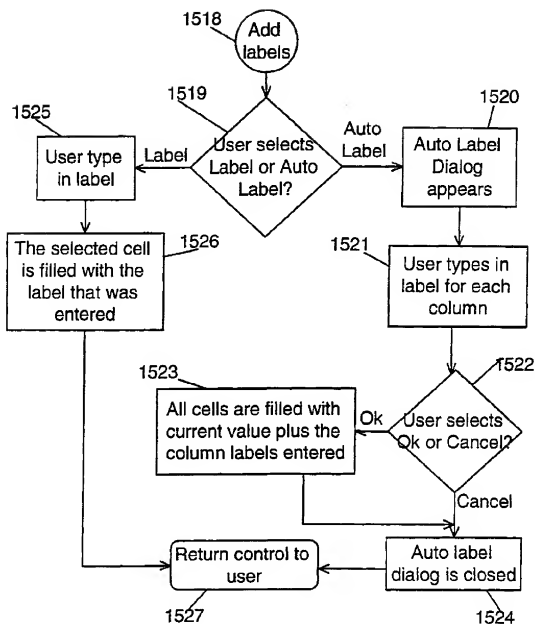 1518
Add
labels
1519
User selects
Label or Auto
Label?
Label
Auto
Label
1525
User type
in label
1520
Auto Label
Dialog
appears
1526
The selected cell
is filled with the
label that was
entered
1521
User types in
label for each
column
1522
User selects
Ok or Cancel?
Ok
Cancel
1523
All cells are filled with
current value plus the
column labels entered
Return control to
user
1527
Auto label
dialog is closed
1524